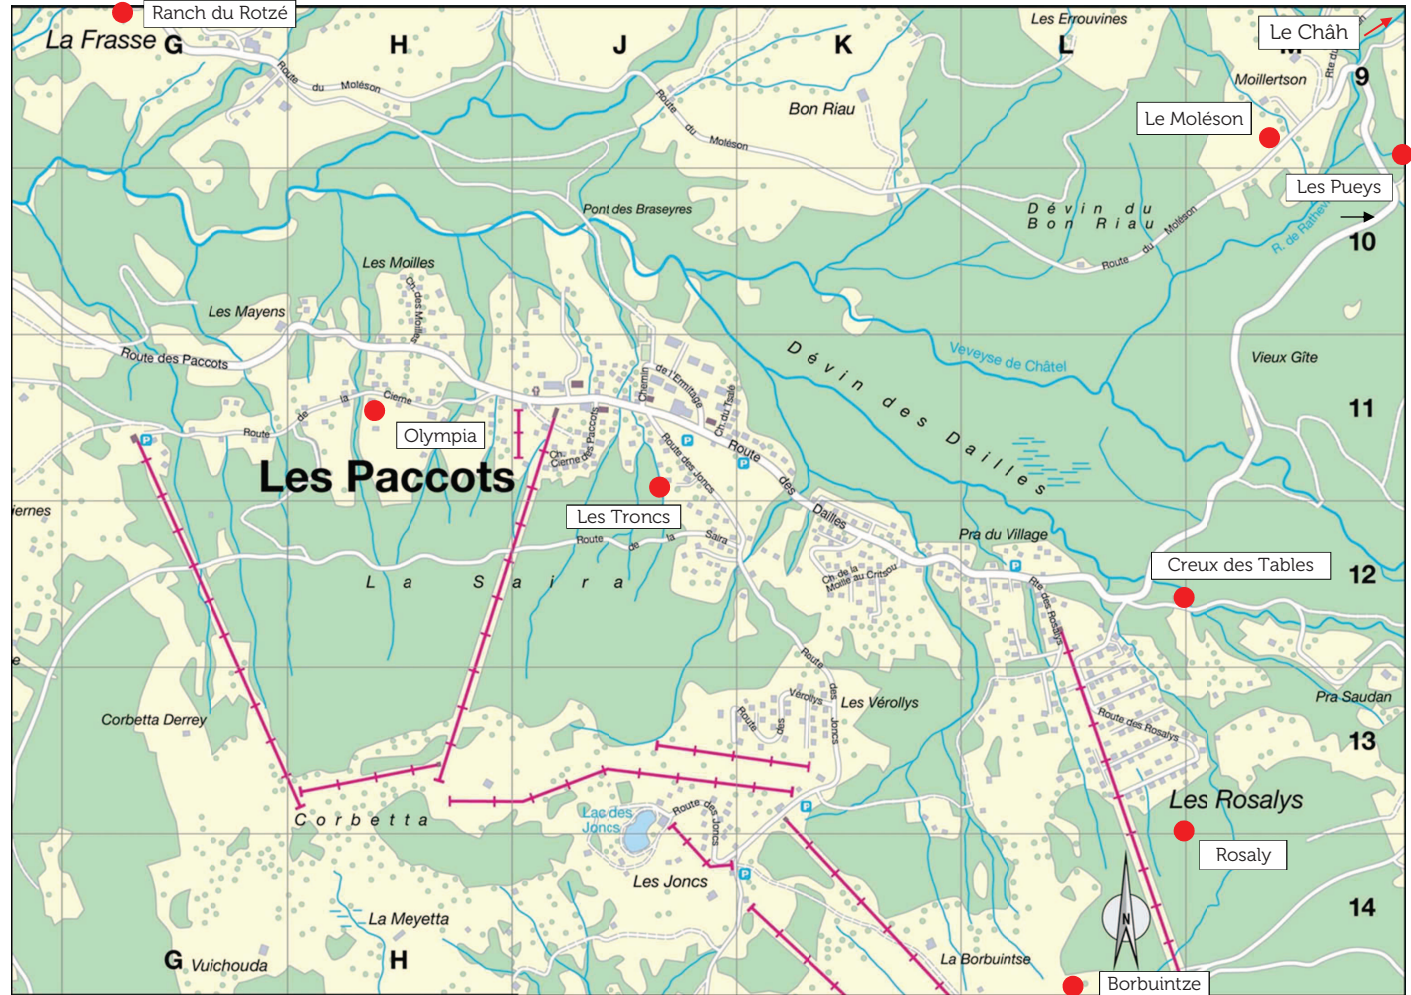 Ranch du Rotzé
La Frasse
G
H
J
K
L
M
Les Errouvines
Le Châh
Rte du
9
Moillertson
Route
du
Moléson
Bon Riau
Le Moléson
Route
du
Moléson
Les Pueys
Dévin du
Bon Riau
Pont des Braseyres
Moléson
du
Route
R. de Rathev
10
Les Moilles
Ch. des Moilles
Les Mayens
Route des Paccots
Veveyse de Châtel
Vieux Gîte
Dévin des Dailles
Chemin
de l'Ermitage
Ch. du Tsalé
Route
de
la
Cierne
11
Olympia
Les Paccots
Ch.
Cierne des Paccots
Route des Joncs
Route
des
Dailles
P
P
P
iernes
Les Troncs
Route
de
la
Saira
La Saira
Pra du Village
P
Ch. de la
Moille au Critsou
Creux des Tables
12
Rte des Rosalys
e
Route
des
Joncs
Les Vérollys
Route
des
Vérollys
Corbetta Derrey
Pra Saudan
Route des Rosalys
13
Les Rosalys
Corbetta
Lac des
Joncs
Route des Joncs
P
Rosaly
Les Joncs
P
14
La Meyetta
N
G
Vuichouda
H
La Borbuintse
Borbuintze